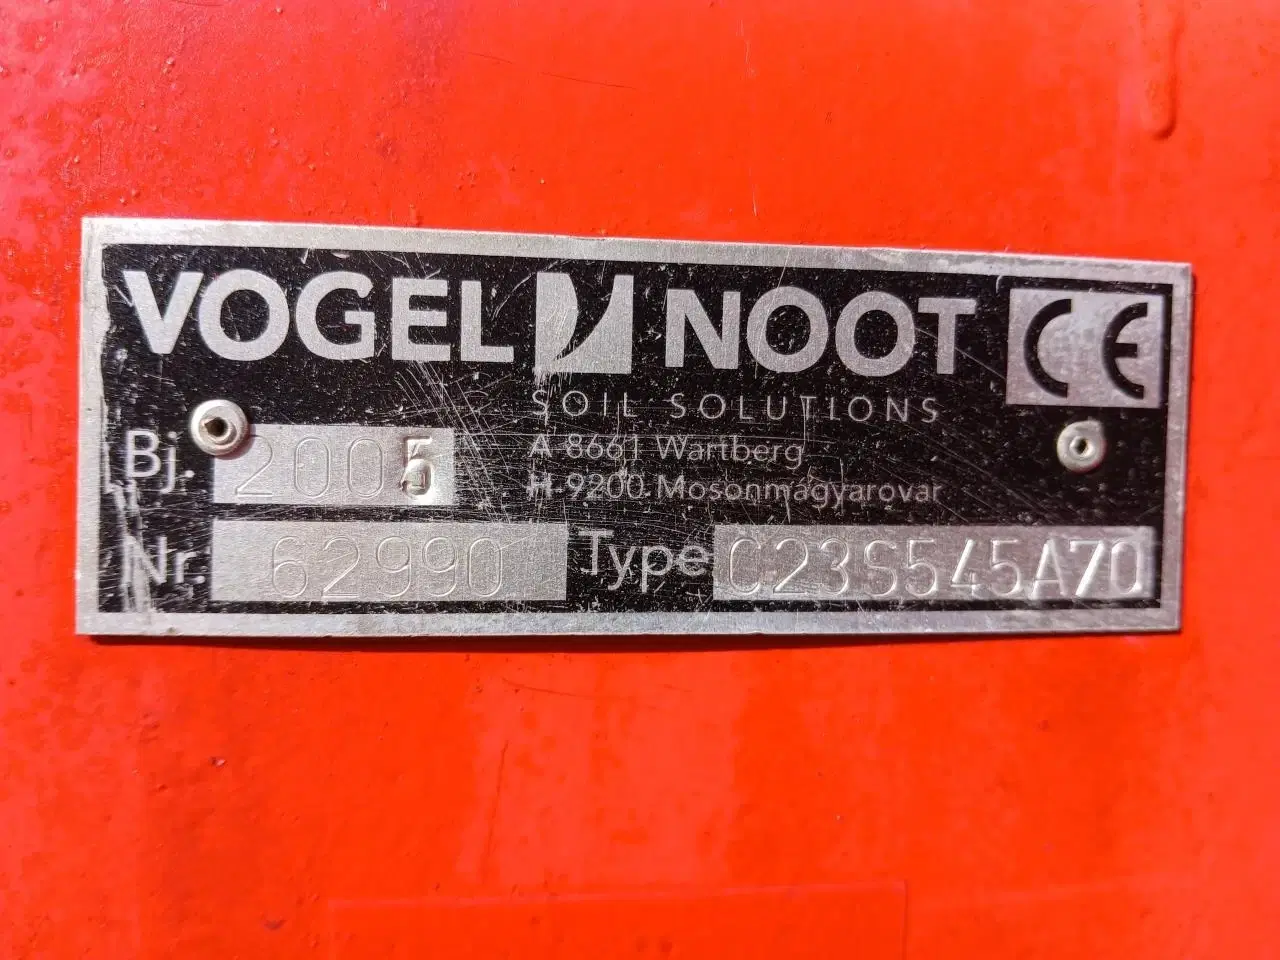 VOGEL NOOT CE
SOIL SOLUTIONS
A 8661 Wartberg
H-9200 Mosonmagyarovar
Bj. 2005
Nr. 62990 Type C23S545A70